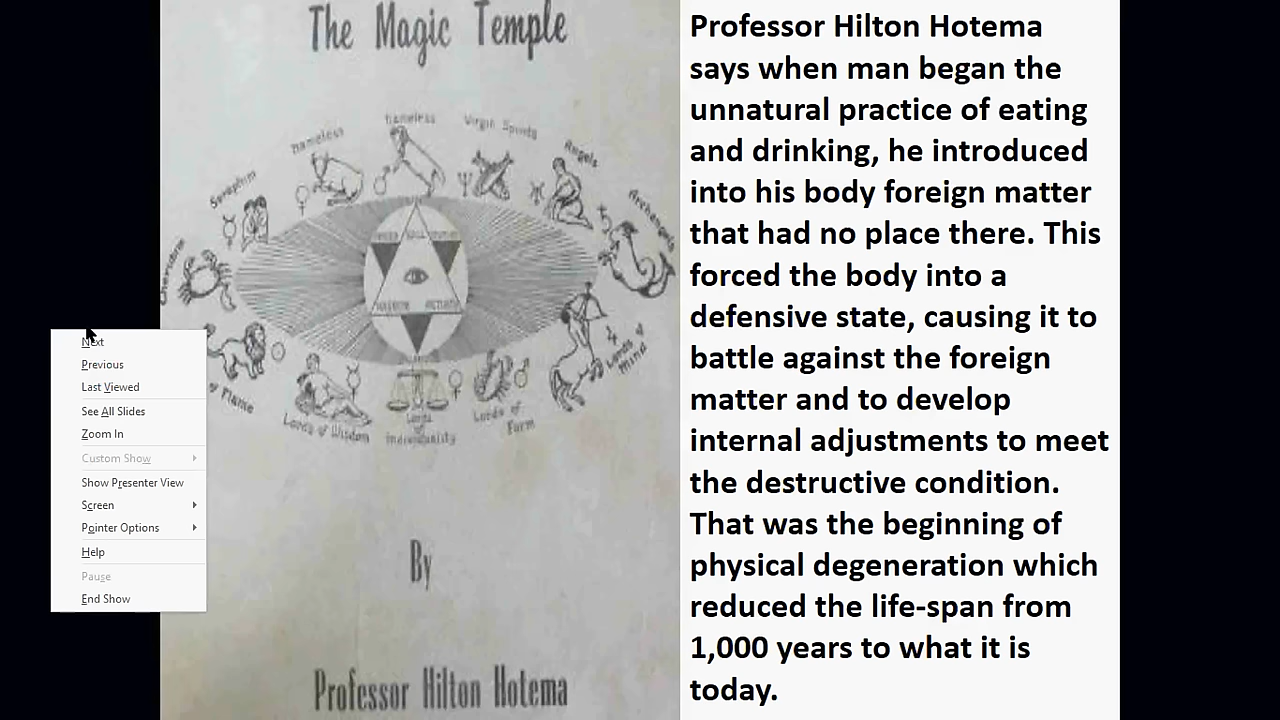 The Magic Temple
nameless
nameless
Virgin Spirits
Angels
Archangels
Seraphim
Cherubim
Flame
Lords of Wisdom
Lords
of
Individuality
Lords of
Form
Lords
Mind
By
Professor Hilton Hotema
Professor Hilton Hotema
says when man began the
unnatural practice of eating
and drinking, he introduced
into his body foreign matter
that had no place there. This
forced the body into a
defensive state, causing it to
battle against the foreign
matter and to develop
internal adjustments to meet
the destructive condition.
That was the beginning of
physical degeneration which
reduced the life-span from
1,000 years to what it is
today.
Next
Previous
Last Viewed
See All Slides
Zoom In
Custom Show
Show Presenter View
Screen
Pointer Options
Help
Pause
End Show